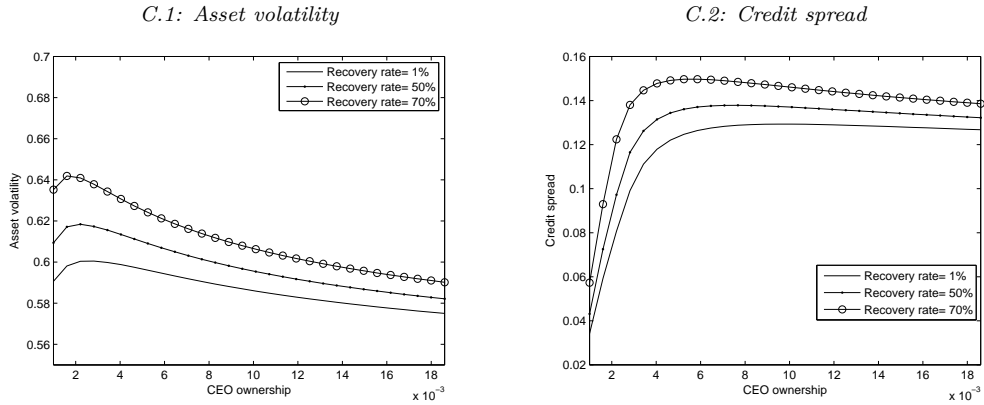 C.1: Asset volatility
0.7
0.68
0.66
0.64
0.62
0.6
0.58
0.56
Asset volatility
Recovery rate= 1%
Recovery rate= 50%
Recovery rate= 70%
2 4 6 8 10 12 14 16 18
CEO ownership
x 10⁻³
C.2: Credit spread
0.16
0.14
0.12
0.1
0.08
0.06
0.04
0.02
Credit spread
Recovery rate= 1%
Recovery rate= 50%
Recovery rate= 70%
2 4 6 8 10 12 14 16 18
CEO ownership
x 10⁻³